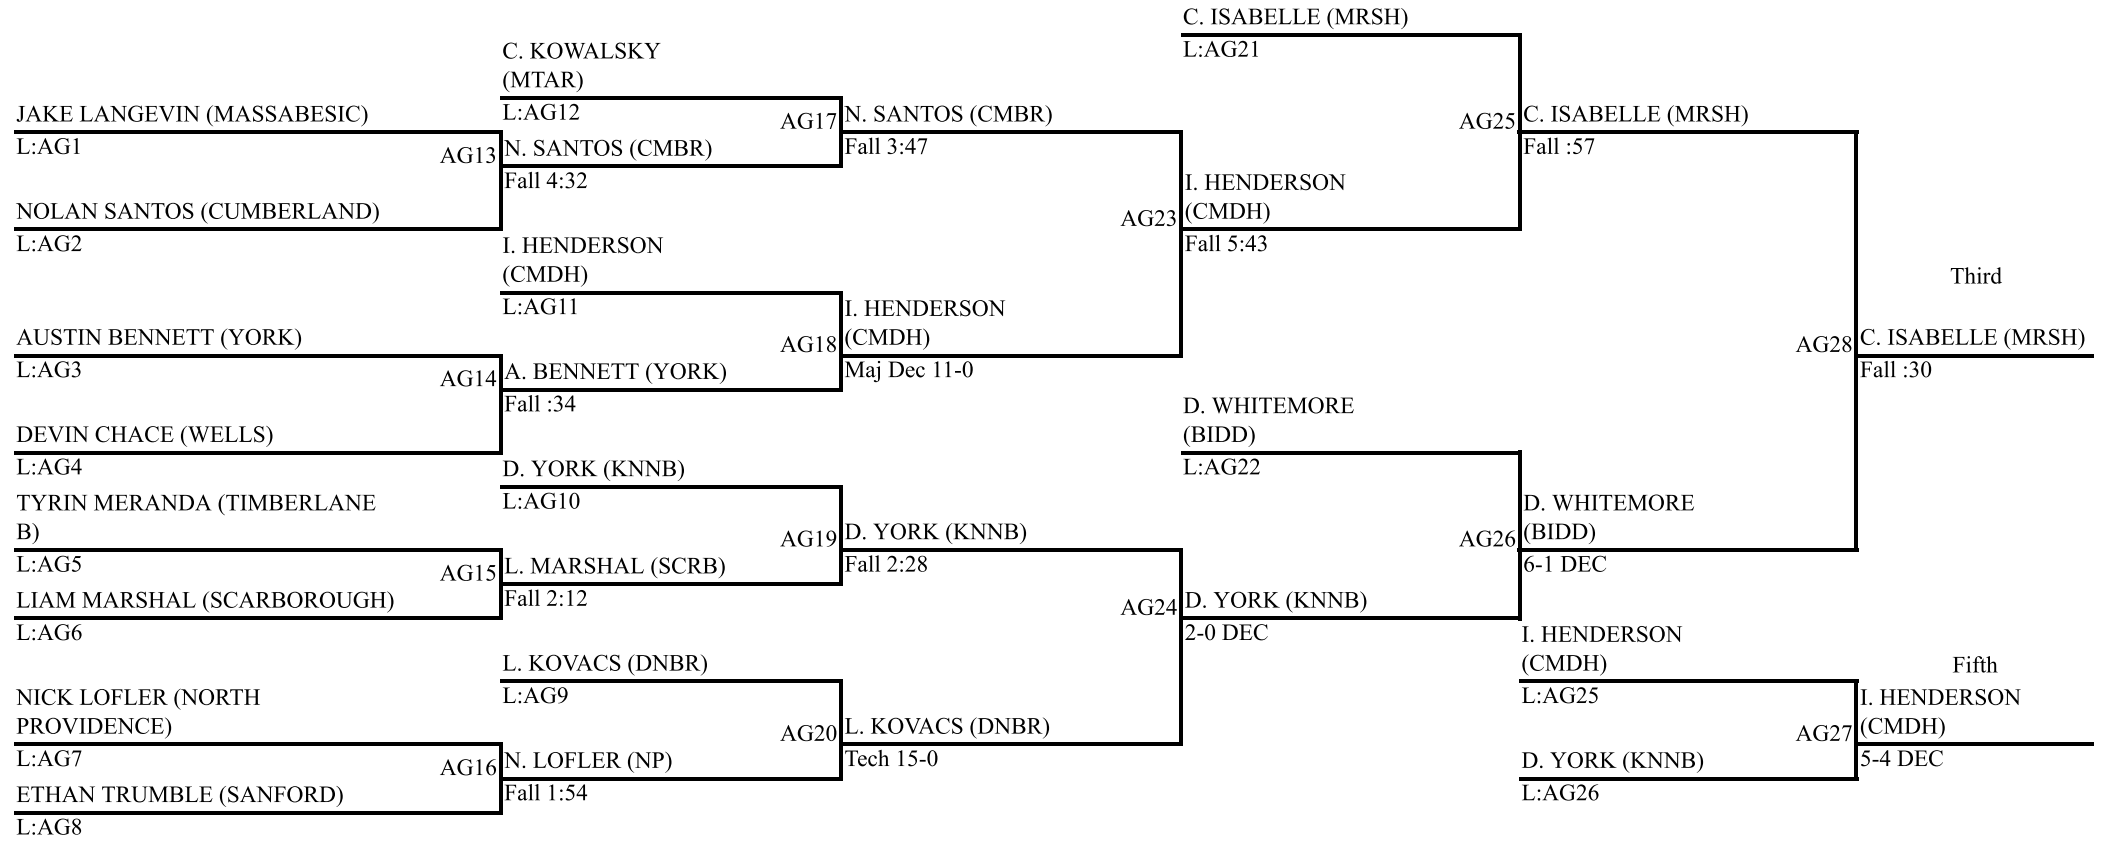 JAKE LANGEVIN (MASSABESIC)
L:AG1
NOLAN SANTOS (CUMBERLAND)
L:AG2
AUSTIN BENNETT (YORK)
L:AG3
DEVIN CHACE (WELLS)
L:AG4
TYRIN MERANDA (TIMBERLANE
B)
L:AG5
LIAM MARSHAL (SCARBOROUGH)
L:AG6
NICK LOFLER (NORTH
PROVIDENCE)
L:AG7
ETHAN TRUMBLE (SANFORD)
L:AG8
AG13
AG14
AG15
AG16
C. KOWALSKY
(MTAR)
L:AG12
N. SANTOS (CMBR)
Fall 4:32
I. HENDERSON
(CMDH)
L:AG11
A. BENNETT (YORK)
Fall :34
D. YORK (KNNB)
L:AG10
L. MARSHAL (SCRB)
Fall 2:12
L. KOVACS (DNBR)
L:AG9
N. LOFLER (NP)
Fall 1:54
AG17
AG18
AG19
AG20
N. SANTOS (CMBR)
Fall 3:47
I. HENDERSON
(CMDH)
Maj Dec 11-0
D. YORK (KNNB)
Fall 2:28
L. KOVACS (DNBR)
Tech 15-0
AG23
AG24
C. ISABELLE (MRSH)
L:AG21
I. HENDERSON
(CMDH)
Fall 5:43
D. WHITEMORE
(BIDD)
L:AG22
D. YORK (KNNB)
2-0 DEC
AG25
AG26
C. ISABELLE (MRSH)
Fall :57
D. WHITEMORE
(BIDD)
6-1 DEC
I. HENDERSON
(CMDH)
L:AG25
D. YORK (KNNB)
L:AG26
AG28
AG27
Third
C. ISABELLE (MRSH)
Fall :30
Fifth
I. HENDERSON
(CMDH)
5-4 DEC